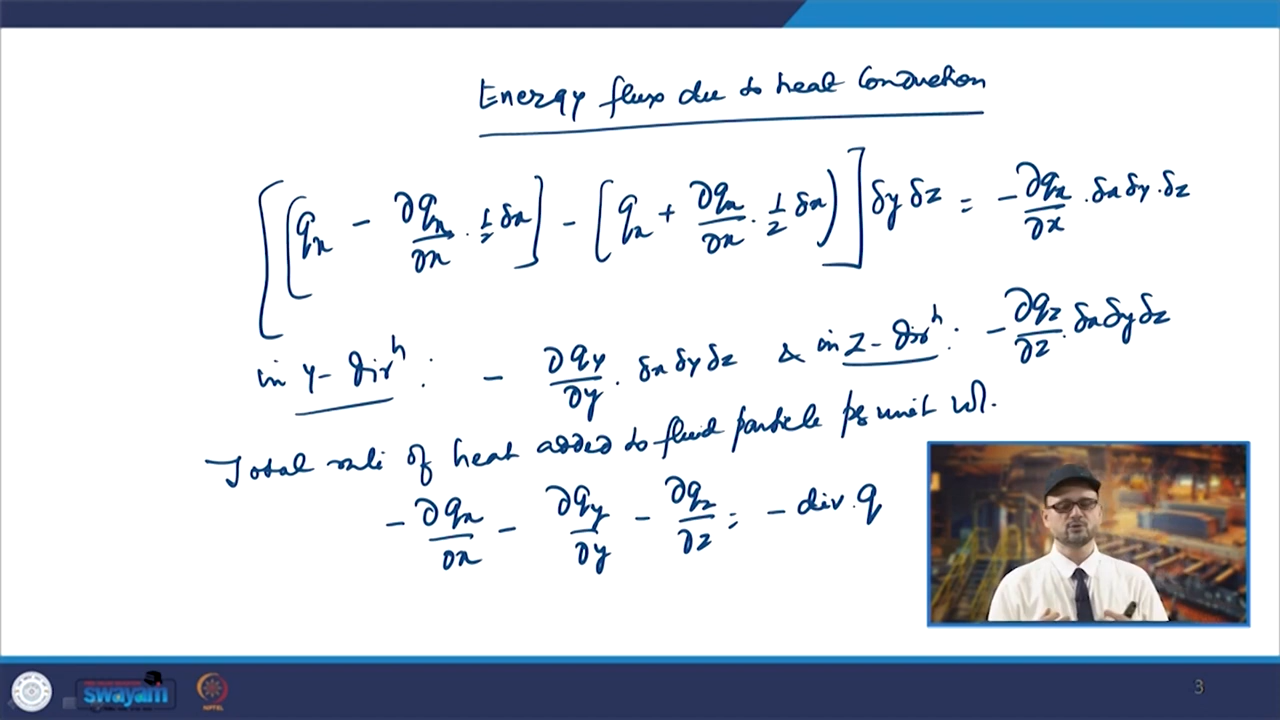 Energy flux due to heat Conduction
[(qx - ∂qx/∂x · 1/2 δx] - [qx + ∂qx/∂x · 1/2 δx)] δy δz = - ∂qx/∂x · δx δy · δz
in y-dirn : - ∂qy/∂y · δx δy δz & in z-dirn : - ∂qz/∂z · δx δy δz
Total rate of heat added to fluid particle per unit vol.
- ∂qx/∂x - ∂qy/∂y - ∂qz/∂z = - div. q
swayam
NPTEL
3